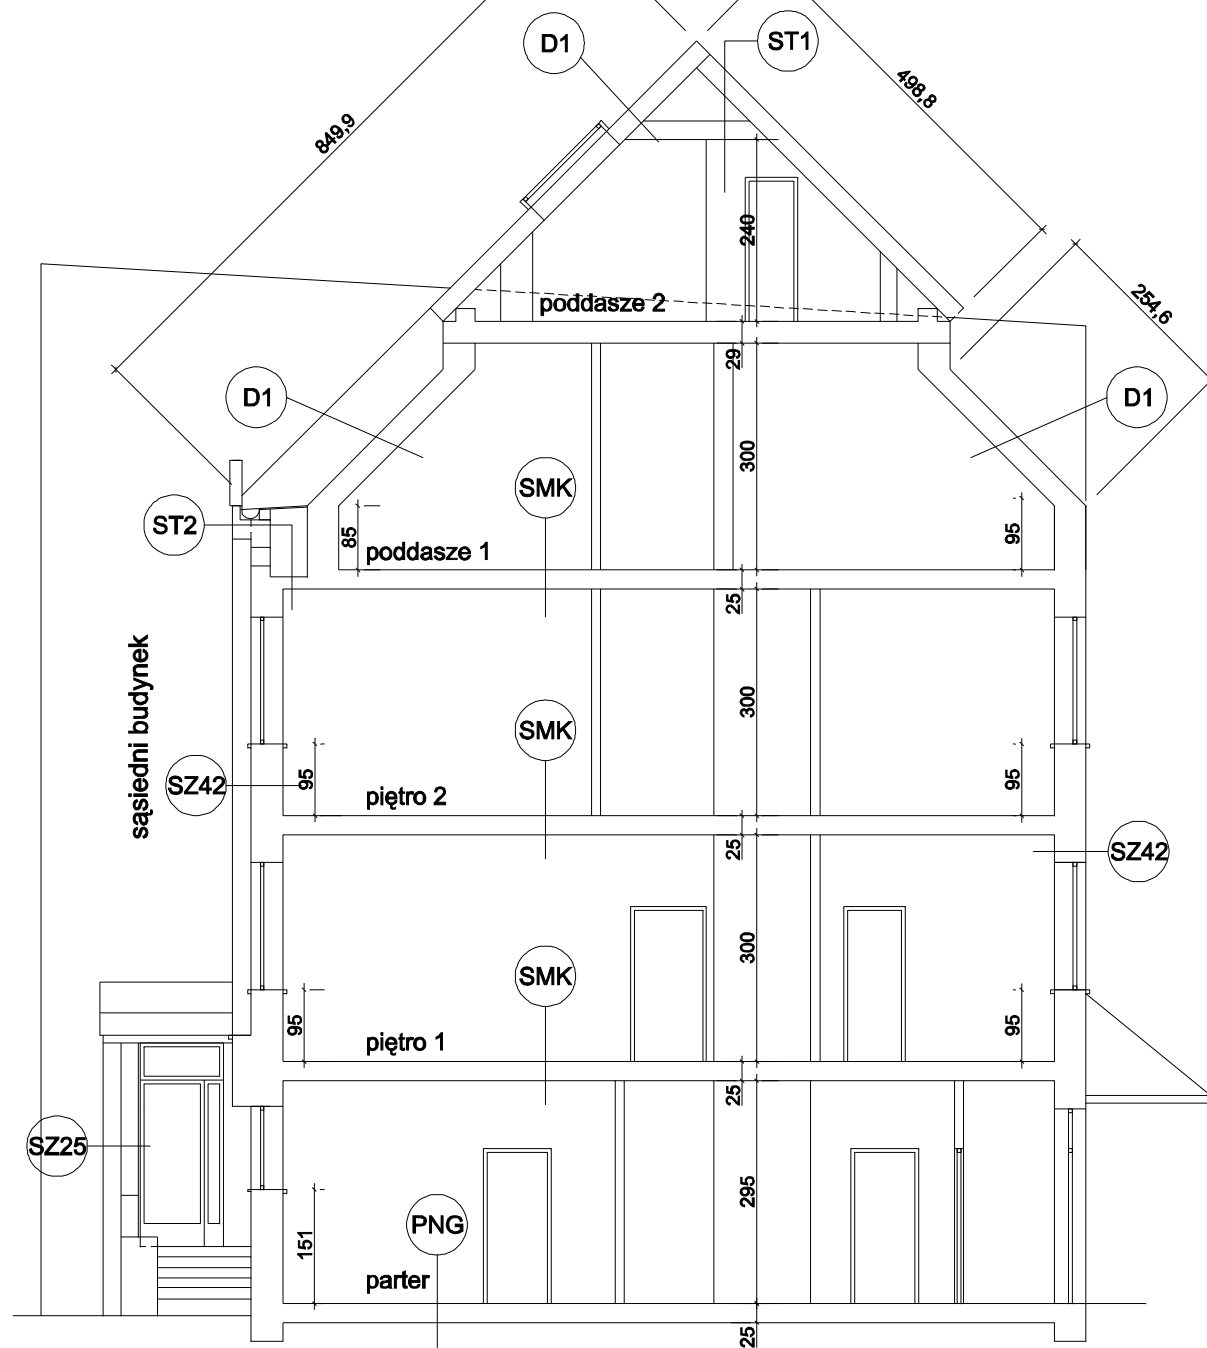 D1
ST1
849,9
498,8
240
254,6
poddasze 2
29
D1
D1
300
SMK
ST2
85
95
poddasze 1
25
sąsiedni budynek
300
SMK
SZ42
95
95
piętro 2
25
SZ42
300
SMK
95
95
piętro 1
25
SZ25
295
PNG
151
parter
25